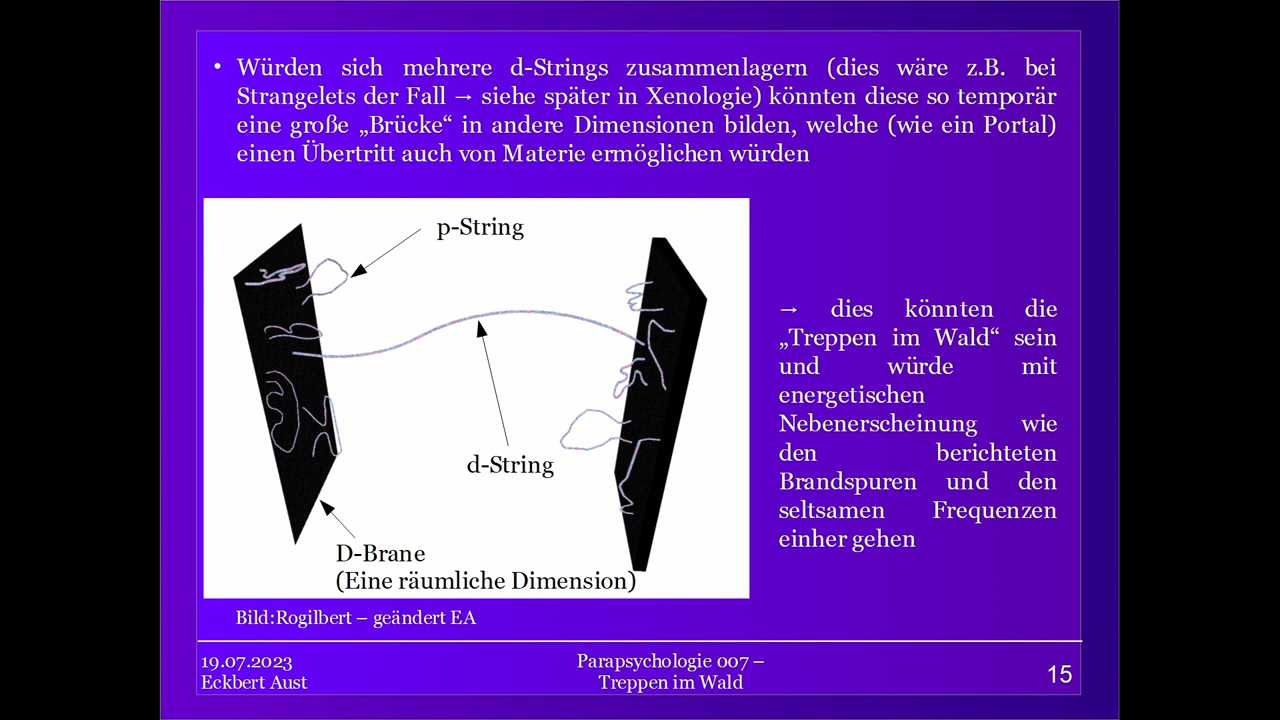 • Würden sich mehrere d-Strings zusammenlagern (dies wäre z.B. bei
Strangelets der Fall → siehe später in Xenologie) könnten diese so temporär
eine große „Brücke“ in andere Dimensionen bilden, welche (wie ein Portal)
einen Übertritt auch von Materie ermöglichen würden
p-String
d-String
D-Brane
(Eine räumliche Dimension)
Bild:Rogilbert – geändert EA
→ dies könnten die
„Treppen im Wald“ sein
und würde mit
energetischen
Nebenerscheinung wie
den berichteten
Brandspuren und den
seltsamen Frequenzen
einher gehen
19.07.2023
Eckbert Aust
Parapsychologie 007 –
Treppen im Wald
15